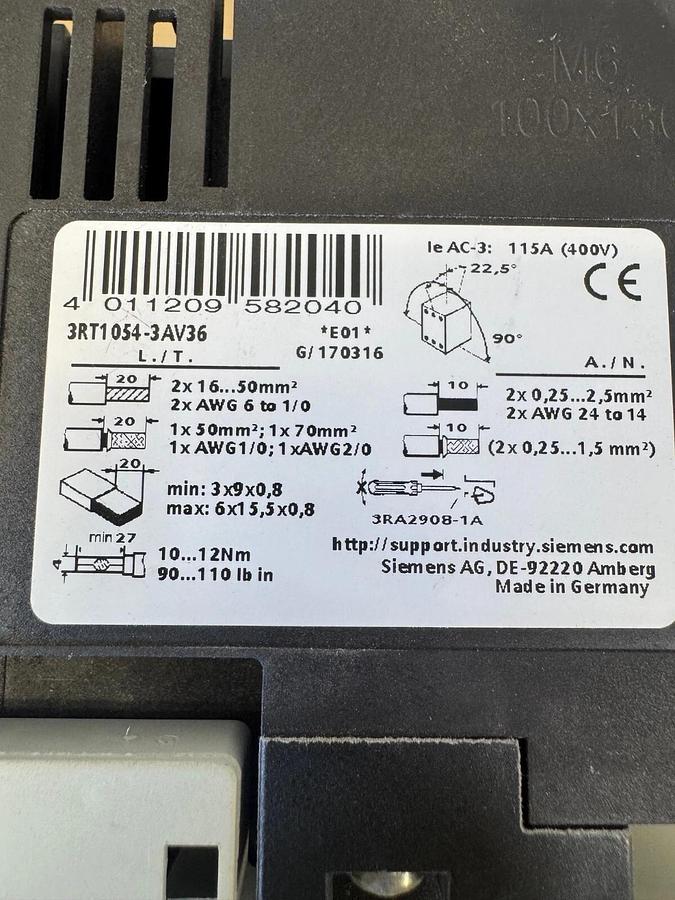 M6
100x130
4 011209 582040
Ie AC-3: 115A (400V)
22,5°
CE
3RT1054-3AV36
*E01*
G/170316
90°
L./T.
A./N.
20
2x 16...50mm²
2x AWG 6 to 1/0
10
2x 0,25...2,5mm²
2x AWG 24 to 14
20
1x 50mm²; 1x 70mm²
1x AWG1/0; 1xAWG2/0
10
(2x 0,25...1,5 mm²)
20
min: 3x9x0,8
max: 6x15,5x0,8
3RA2908-1A
min 27
4
10...12Nm
90...110 lb in
http://support.industry.siemens.com
Siemens AG, DE-92220 Amberg
Made in Germany